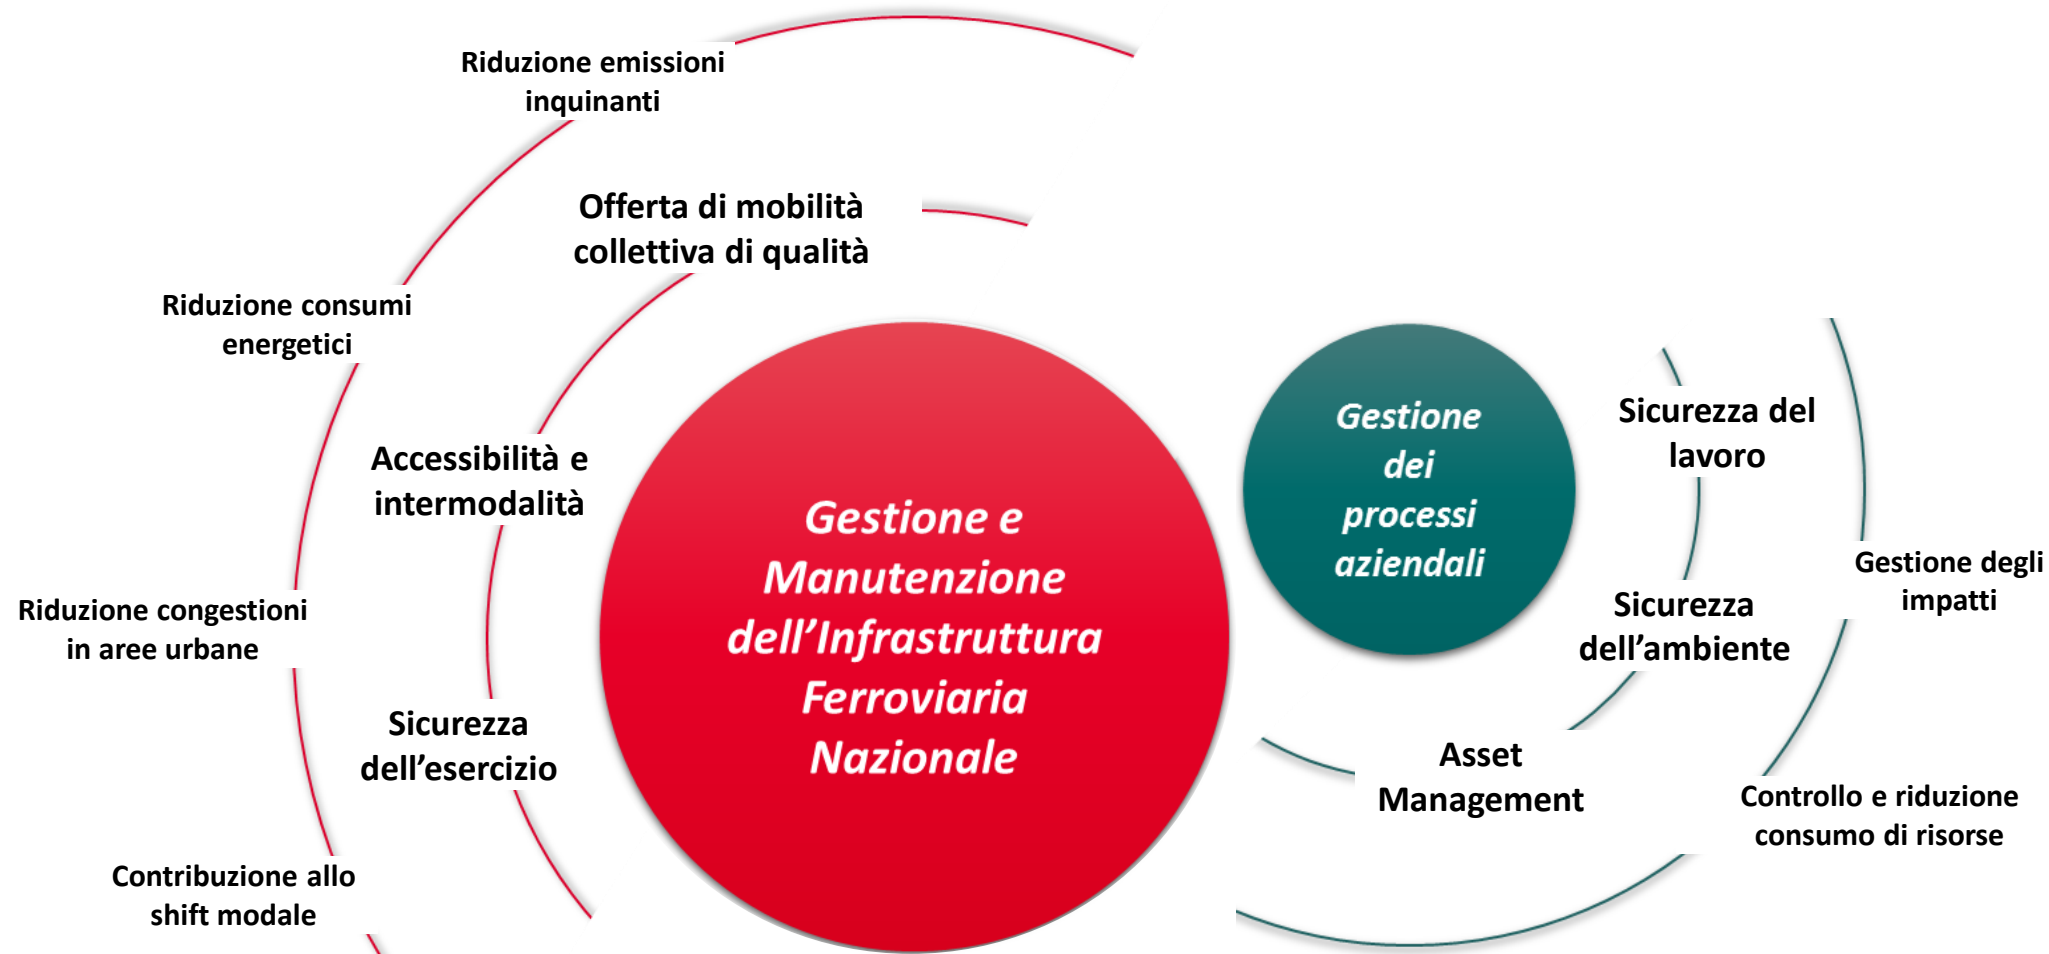 Riduzione emissioni
inquinanti
Offerta di mobilità
collettiva di qualità
Riduzione consumi
energetici
Accessibilità e
intermodalità
Riduzione congestioni
in aree urbane
Sicurezza
dell’esercizio
Contribuzione allo
shift modale
Gestione e
Manutenzione
dell’Infrastruttura
Ferroviaria
Nazionale
Gestione
dei
processi
aziendali
Sicurezza del
lavoro
Sicurezza
dell’ambiente
Asset
Management
Gestione degli
impatti
Controllo e riduzione
consumo di risorse